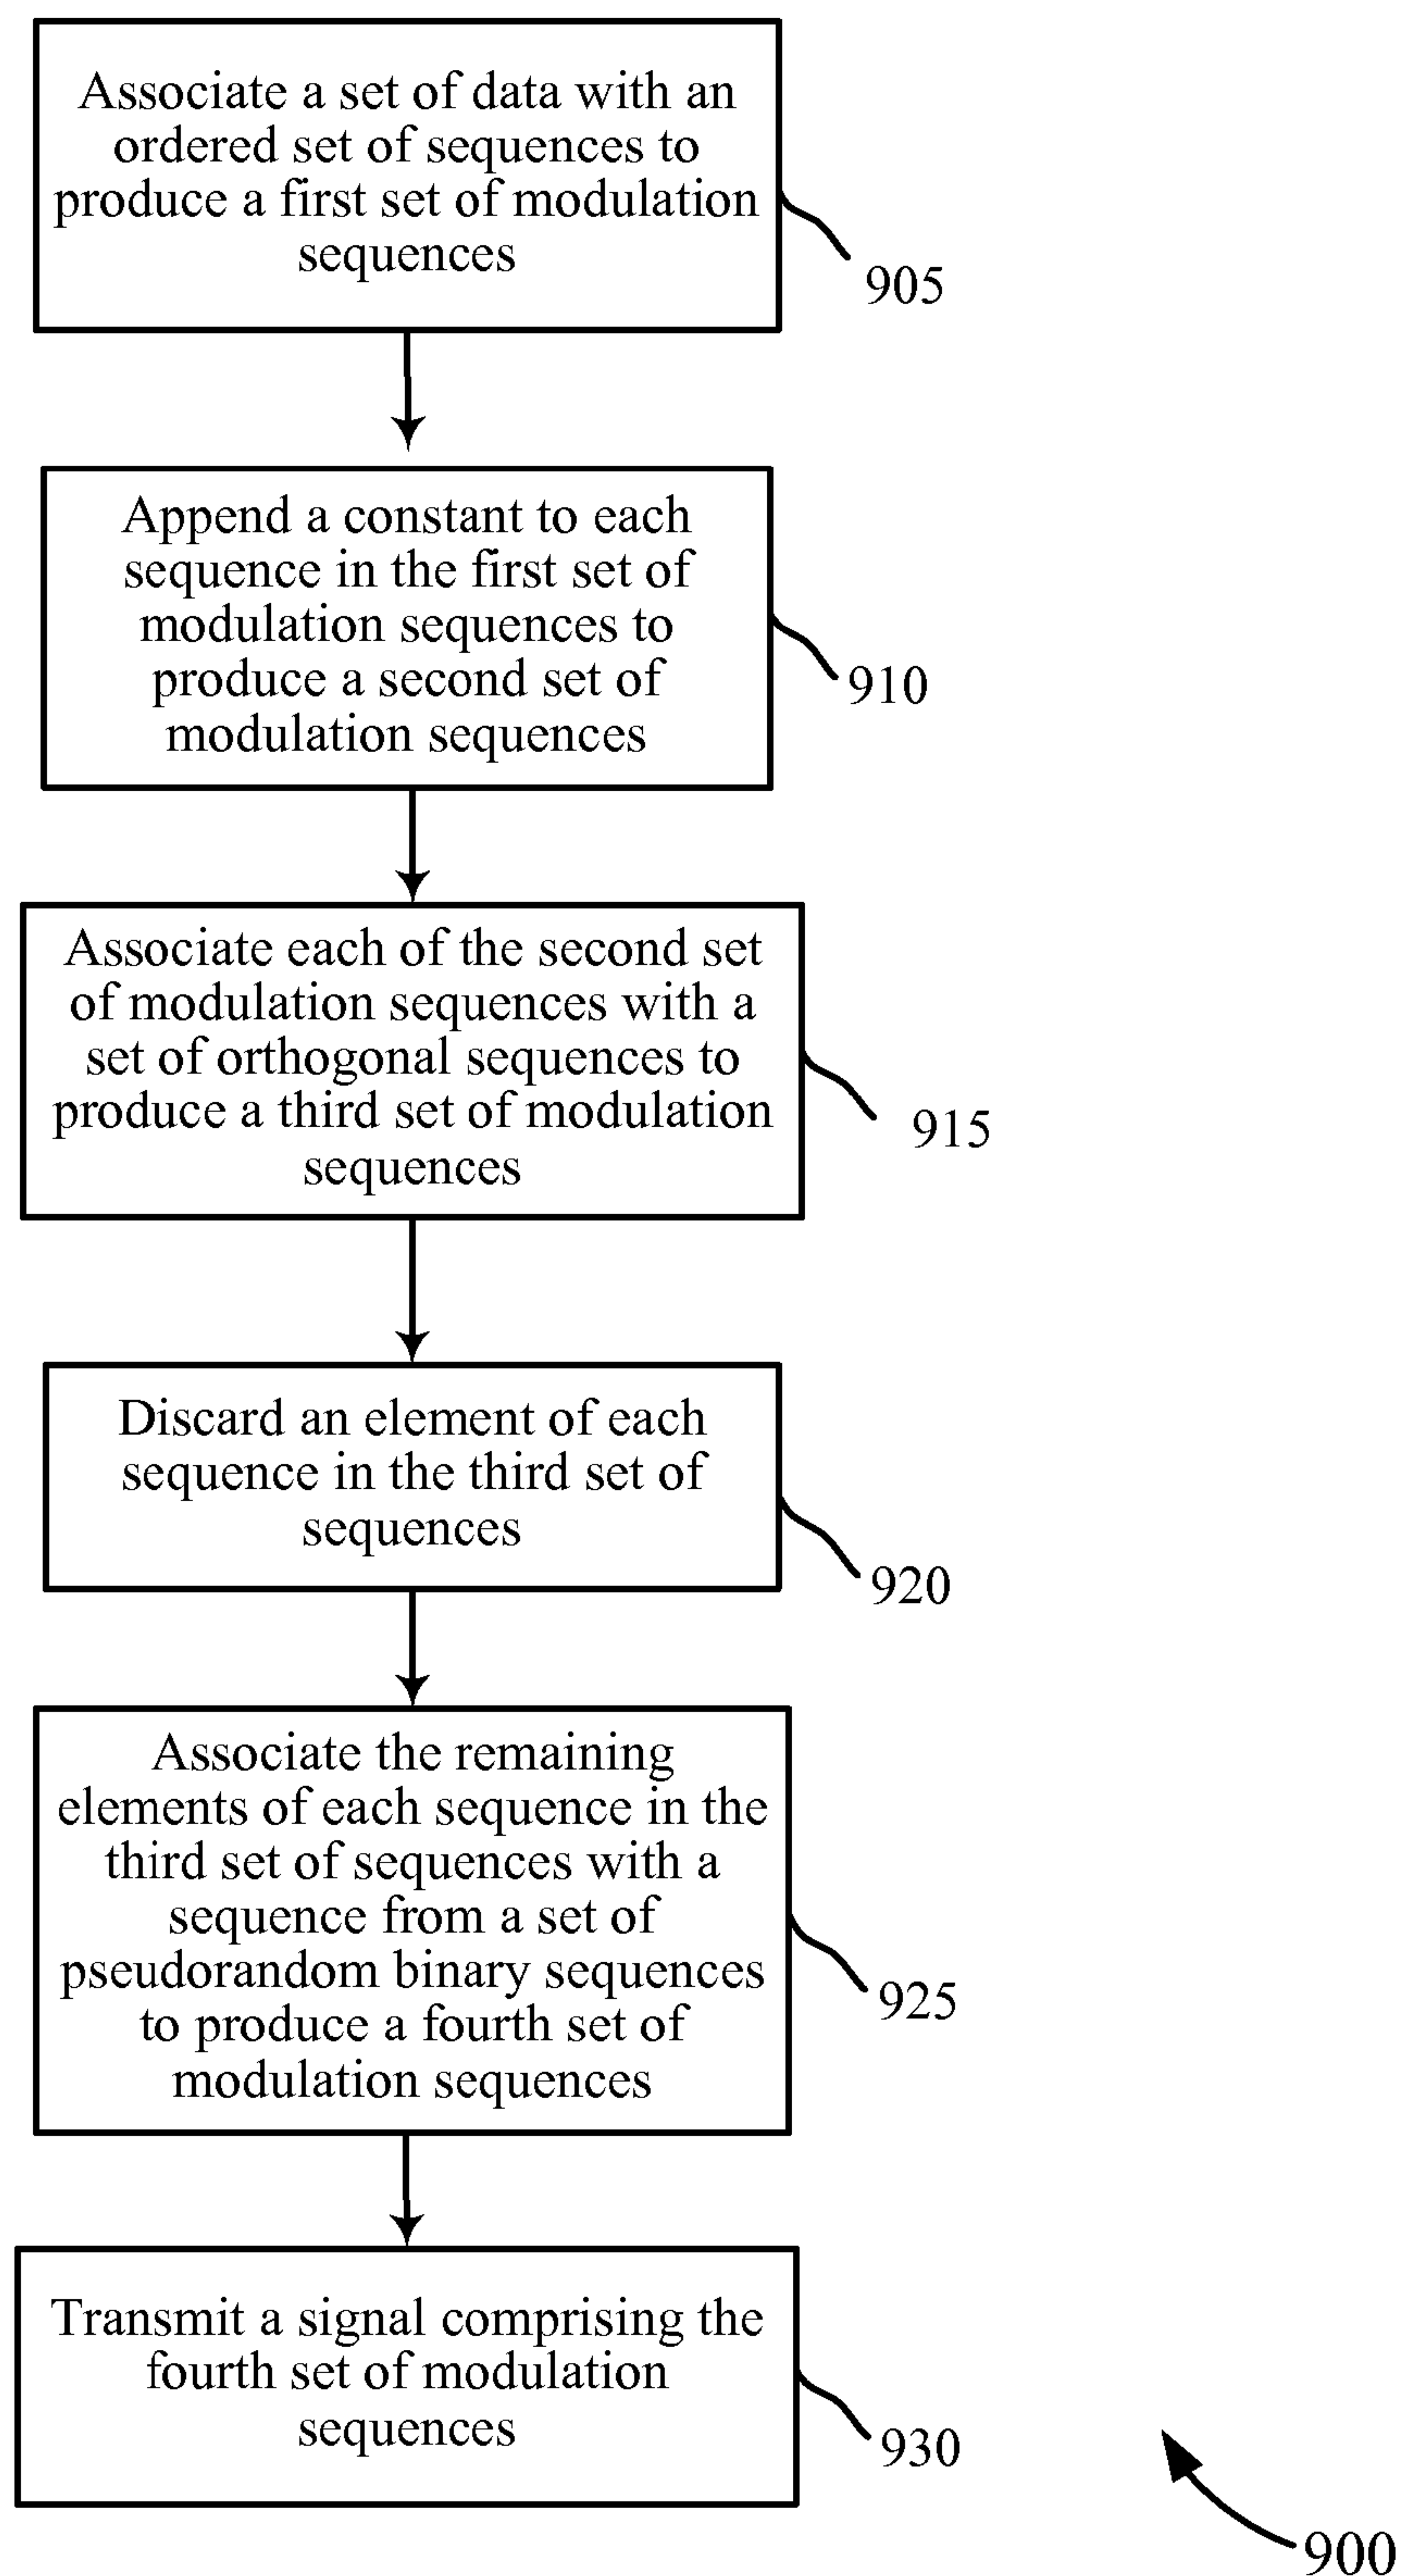 Associate a set of data with an
ordered set of sequences to
produce a first set of modulation
sequences
905
Append a constant to each
sequence in the first set of
modulation sequences to
produce a second set of
modulation sequences
910
Associate each of the second set
of modulation sequences with a
set of orthogonal sequences to
produce a third set of modulation
sequences
915
Discard an element of each
sequence in the third set of
sequences
920
Associate the remaining
elements of each sequence in the
third set of sequences with a
sequence from a set of
pseudorandom binary sequences
to produce a fourth set of
modulation sequences
925
Transmit a signal comprising the
fourth set of modulation
sequences
930
900